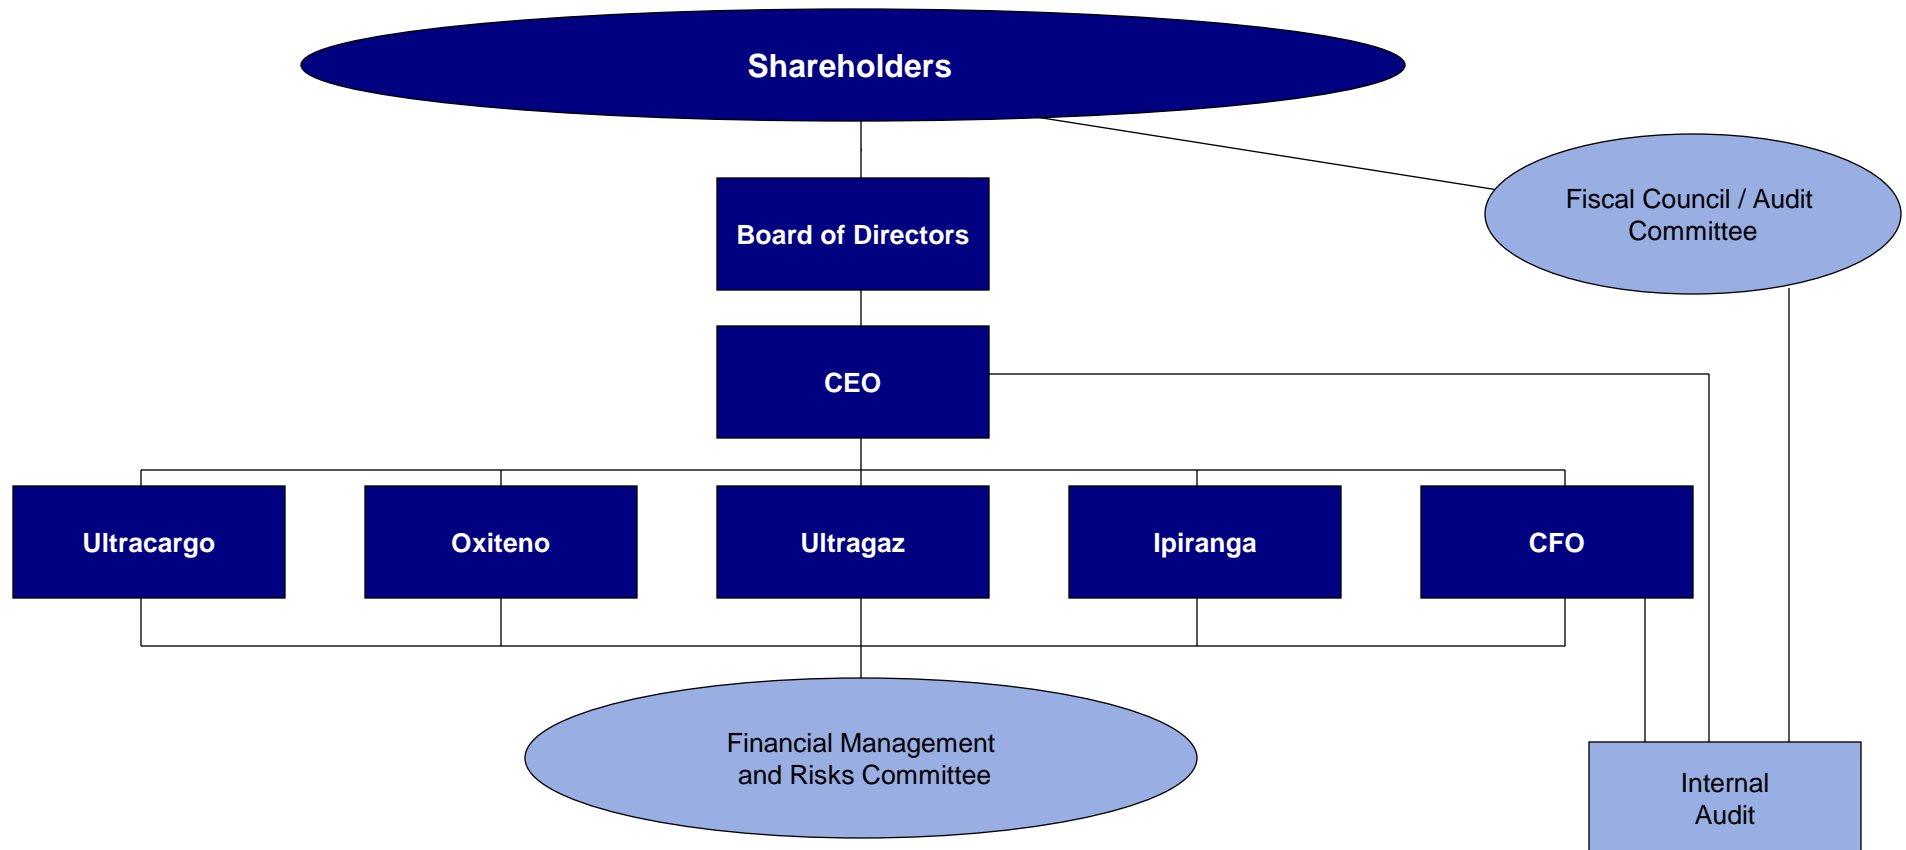 Shareholders
Fiscal Council / Audit
Committee
Board of Directors
CEO
Ultracargo
Oxiteno
Ultragaz
Ipiranga
CFO
Financial Management
and Risks Committee
Internal
Audit